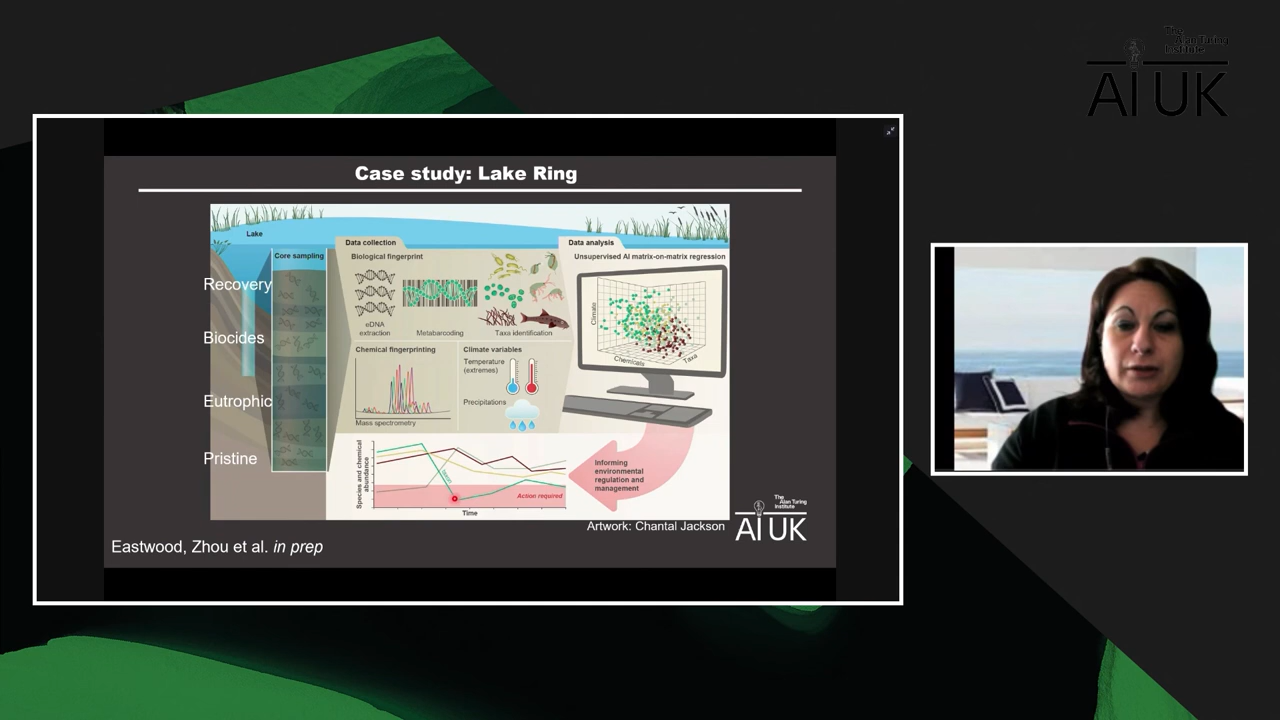 The
Alan Turing
Institute
AI UK
Case study: Lake Ring
Lake
Core sampling
Recovery
Biocides
Eutrophic
Pristine
Data collection
Biological fingerprint
eDNA
extraction
Metabarcoding
Taxa identification
Chemical fingerprinting
Mass spectrometry
Climate variables
Temperature
(extremes)
Precipitations
Data analysis
Unsupervised AI matrix-on-matrix regression
Climate
Chemicals
Taxa
Species and chemical
abundance
Action required
Time
Informing
environmental
regulation and
management
Artwork: Chantal Jackson
The
Alan Turing
Institute
AI UK
Eastwood, Zhou et al. in prep